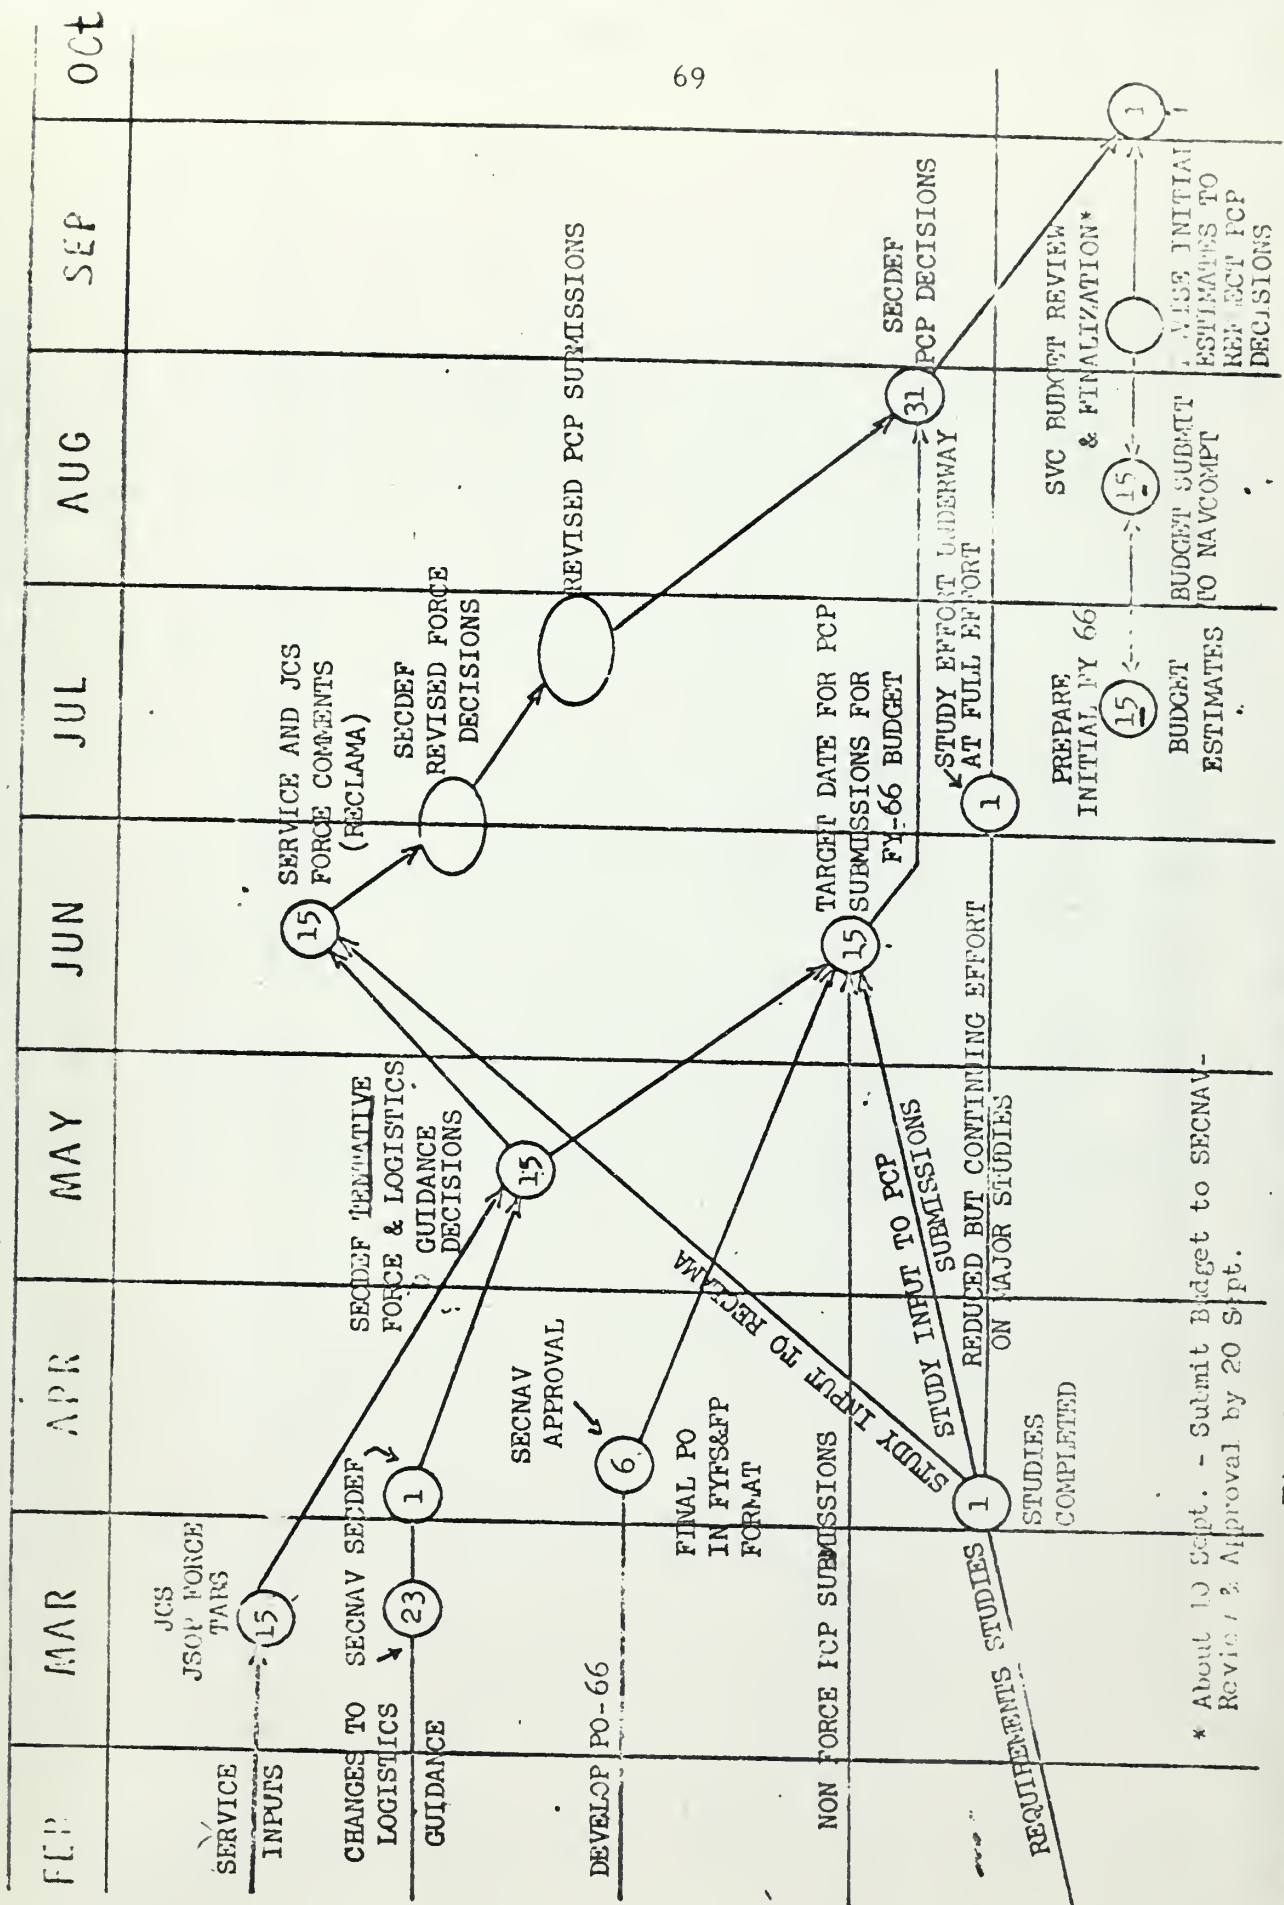 69
FEB
MAR
APR
MAY
JUN
JUL
AUG
SEP
OCt
SERVICE
INPUTS
JCS
JSOP FORCE
TABS
15
CHANGES TO
LOGISTICS
GUIDANCE
SECNAV
SECDEF
23
1
SECDEF TENTATIVE
FORCE & LOGISTICS
GUIDANCE
DECISIONS
15
SERVICE AND JCS
FORCE COMMENTS
(RECLAMA)
15
SECDEF
REVISED FORCE
DECISIONS
REVISED PCP SUBMISSIONS
DEVELOP PO-66
SECNAV
APPROVAL
6
FINAL PO
IN FYFS&FP
FORMAT
NON FORCE PCP SUBMISSIONS
TARGET DATE FOR PCP
SUBMISSIONS FOR
FY-66 BUDGET
15
SECDEF
PCP DECISIONS
31
REQUIREMENTS STUDIES
1
STUDIES
COMPLETED
STUDY INPUT TO RECLAMA
STUDY INPUT TO PCP
SUBMISSIONS
REDUCED BUT CONTINUING EFFORT
ON MAJOR STUDIES
STUDY EFFORT UNDERWAY
AT FULL EFFORT
1
PREPARE
INITIAL FY 66
15
BUDGET
ESTIMATES
SVC BUDGET REVIEW
& FINALIZATION*
15
BUDGET SUBMIT
TO NAVCOMPT
INITIAL
ESTIMATES TO
REFLECT PCP
DECISIONS
1
* About 10 Sept. - Submit Budget to SECNAV-
Review & Approval by 20 Sept.